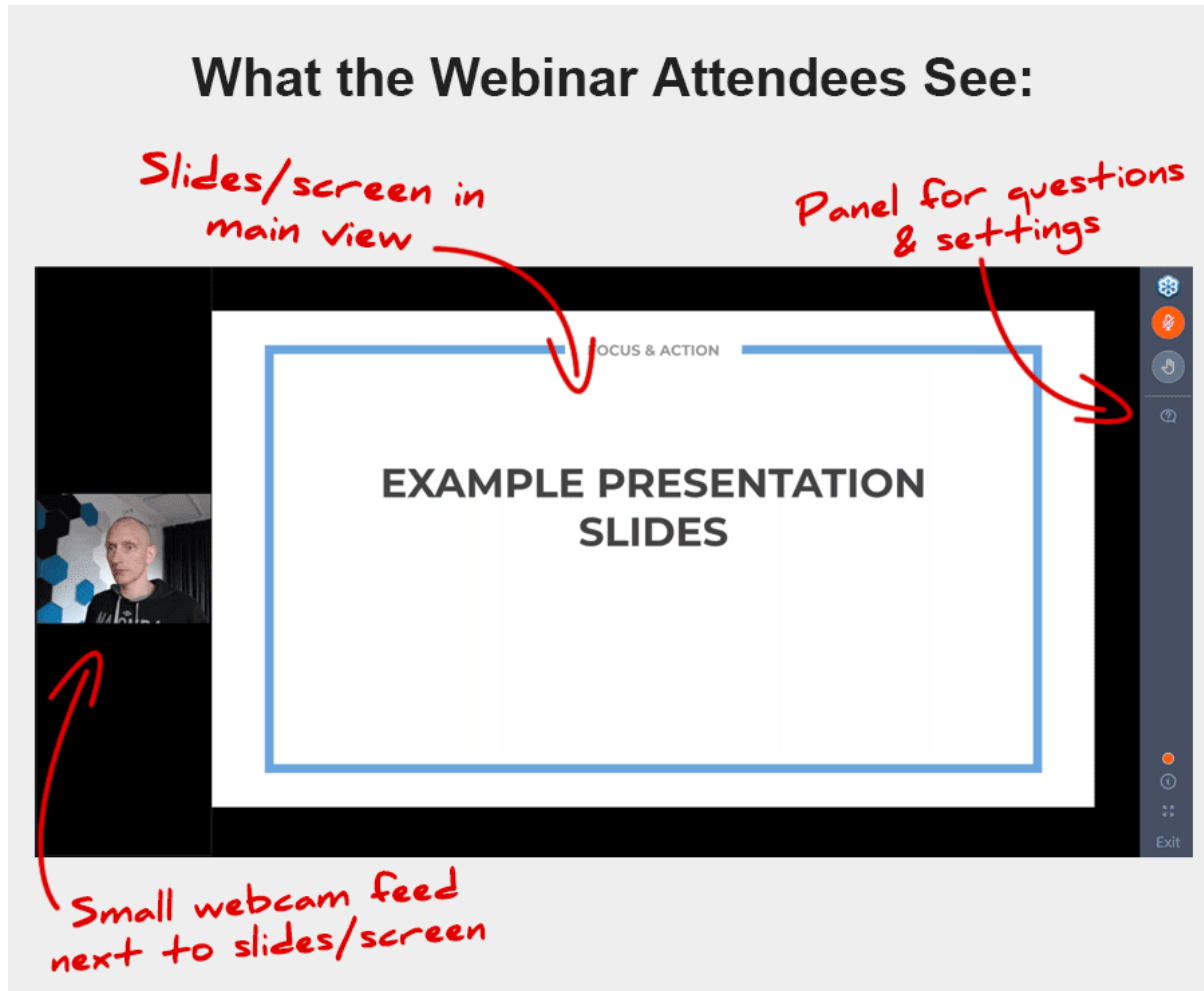 What the Webinar Attendees See:
Slides/screen in
main view
Panel for questions
& settings
FOCUS & ACTION
EXAMPLE PRESENTATION
SLIDES
Exit
Small webcam feed
next to slides/screen